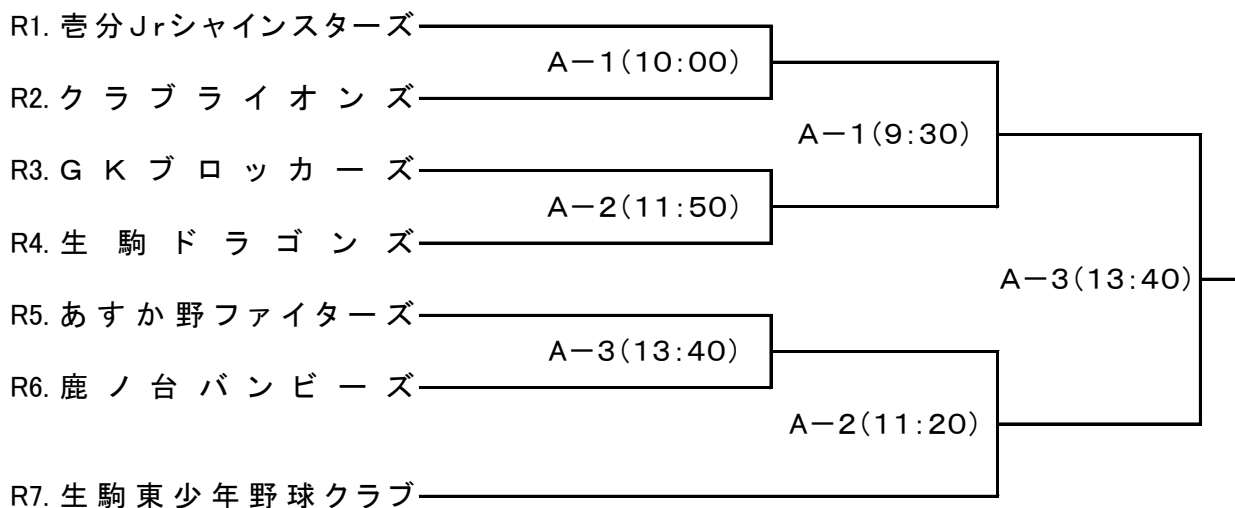 R1. 壱分Jrシャインスターズ
A－1(10:00)
R2. クラブライオンズ
A－1(9:30)
R3. GKブロッカーズ
A－2(11:50)
R4. 生駒ドラゴンズ
A－3(13:40)
R5. あすか野ファイターズ
A－3(13:40)
R6. 鹿ノ台バンビーズ
A－2(11:20)
R7. 生駒東少年野球クラブ